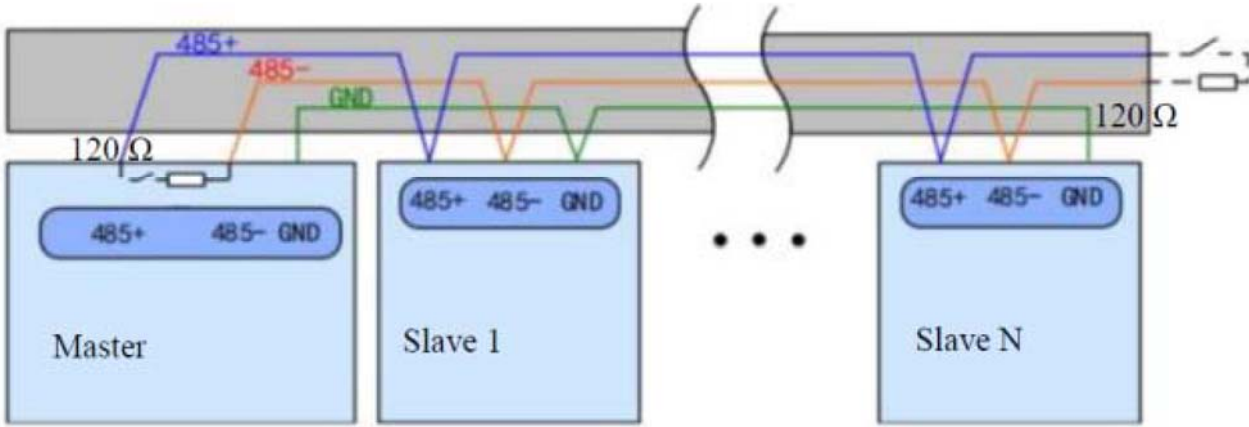 485+
485-
GND
120 Ω
120 Ω
485+ 485- GND
485+ 485- GND
485+ 485- GND
Master
Slave 1
Slave N